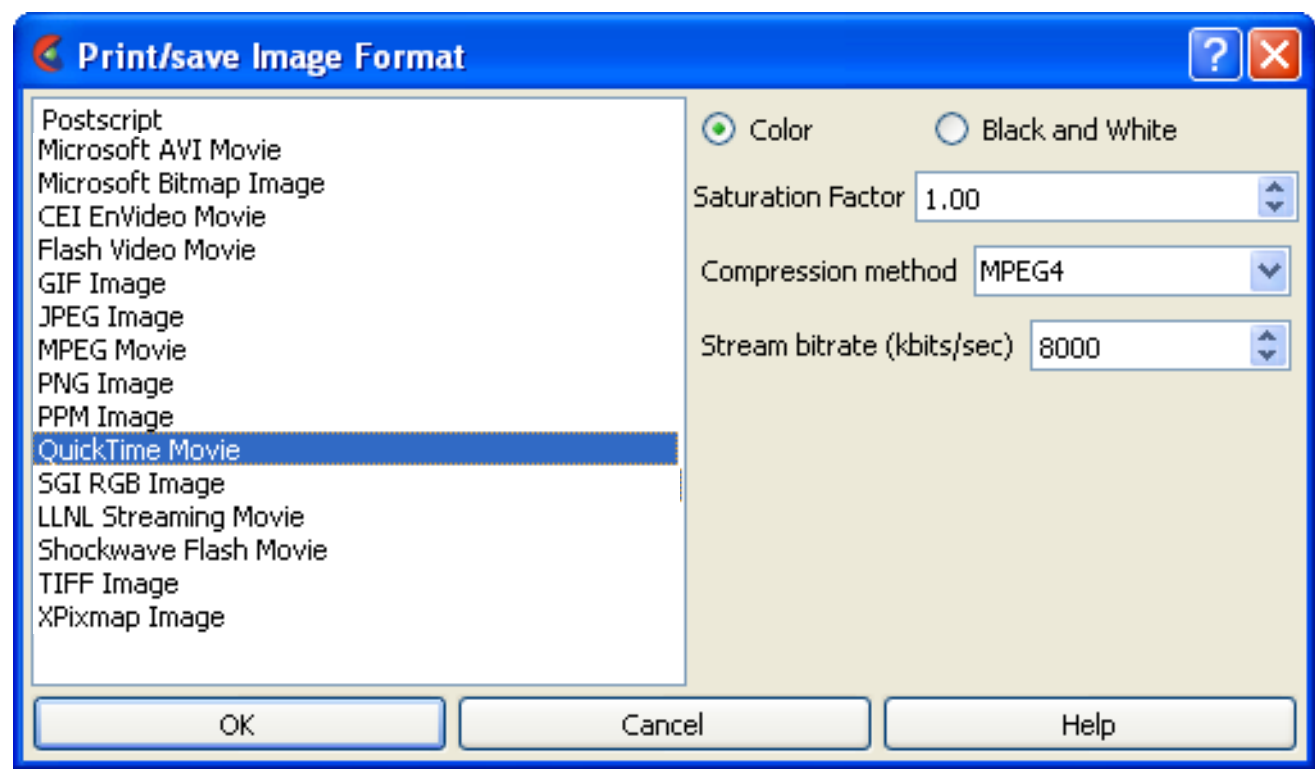 Print/save Image Format
?
Postscript
Microsoft AVI Movie
Microsoft Bitmap Image
CEI EnVideo Movie
Flash Video Movie
GIF Image
JPEG Image
MPEG Movie
PNG Image
PPM Image
QuickTime Movie
SGI RGB Image
LLNL Streaming Movie
Shockwave Flash Movie
TIFF Image
XPixmap Image
Color Black and White
Saturation Factor 1.00
Compression method MPEG4
Stream bitrate (kbits/sec) 8000
OK Cancel Help